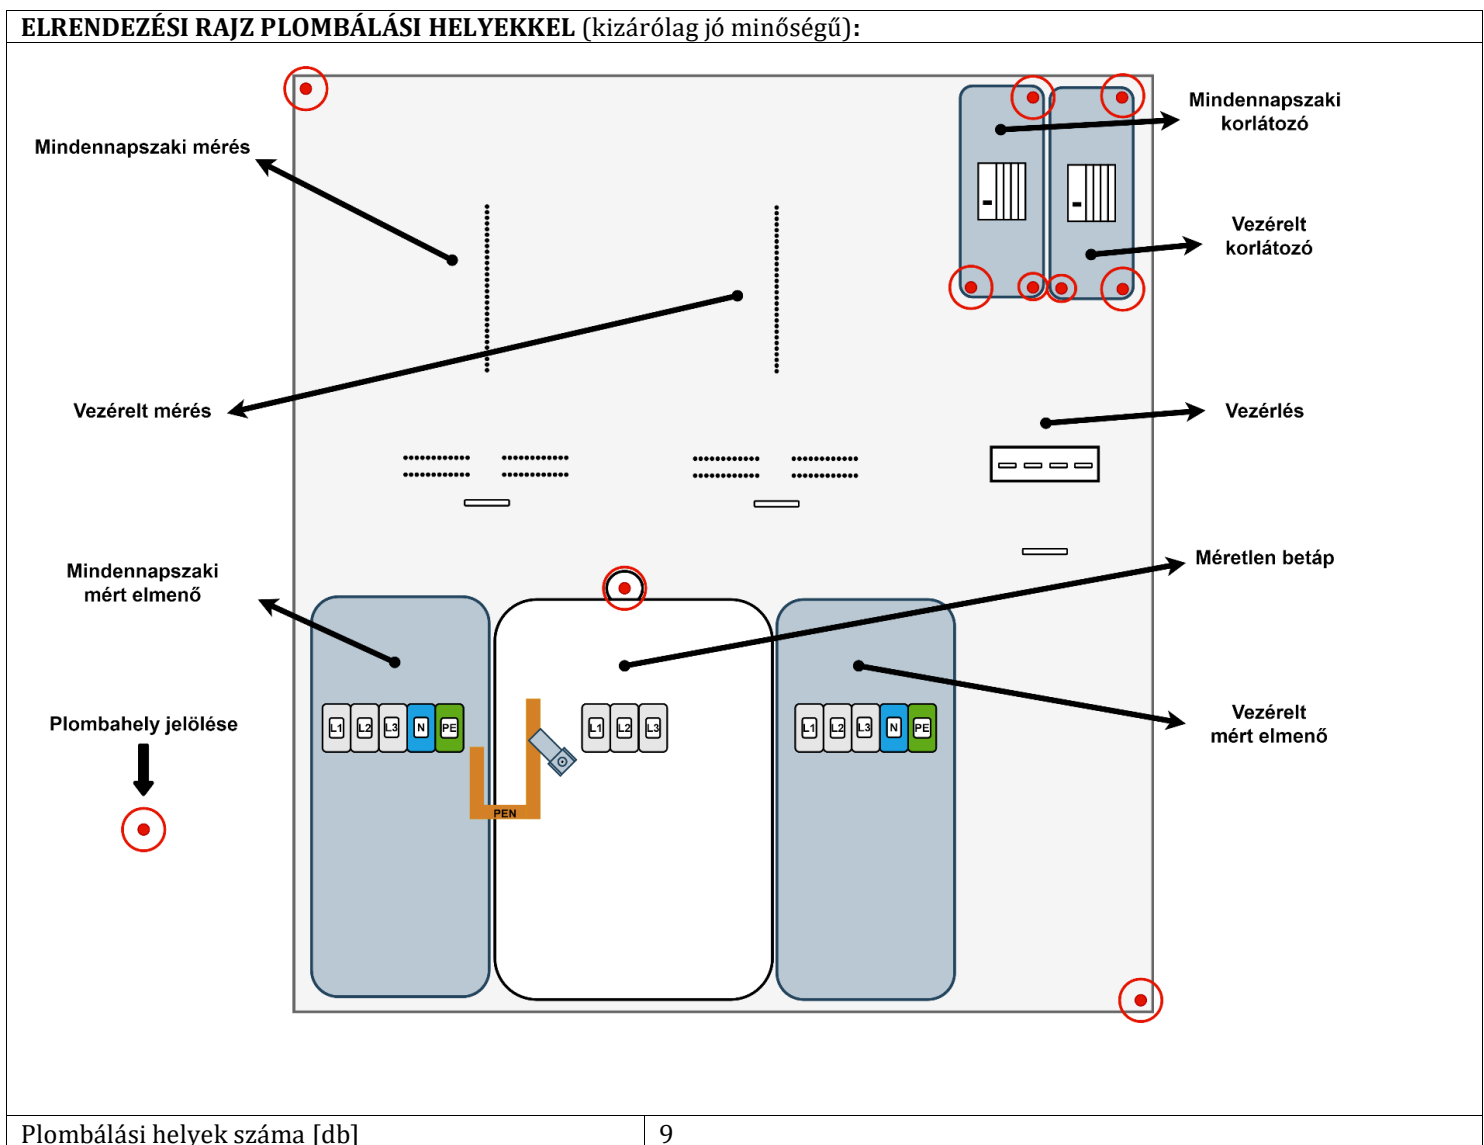 ELRENDEZÉSI RAJZ PLOMBÁLÁSI HELYEKKEL (kizárólag jó minőségű):
Mindennapszaki
korlátozó
Mindennapszaki mérés
Vezérelt
korlátozó
Vezérelt mérés
Vezérlés
Méretlen betáp
Mindennapszaki
mért elmenő
Plombahely jelölése
L1 L2 L3 N PE
L1 L2 L3
L1 L2 L3 N PE
Vezérelt
mért elmenő
PEN
Plombálási helyek száma [db] 9